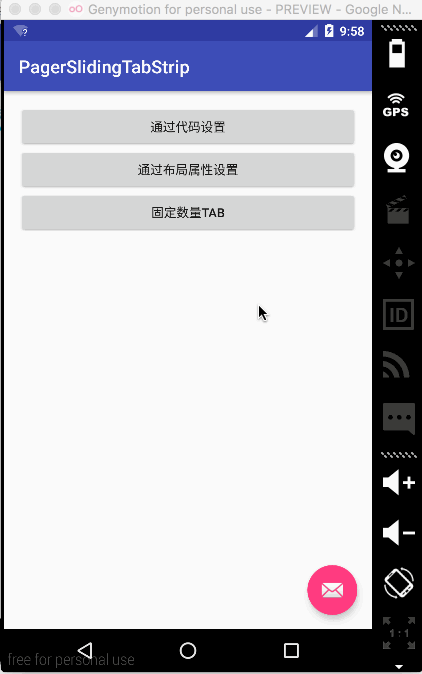 Genymotion for personal use - PREVIEW - Google N...
9:58
PagerSlidingTabStrip
通过代码设置
GPS
通过布局属性设置
固定数量TAB
ID
1:1
free for personal use